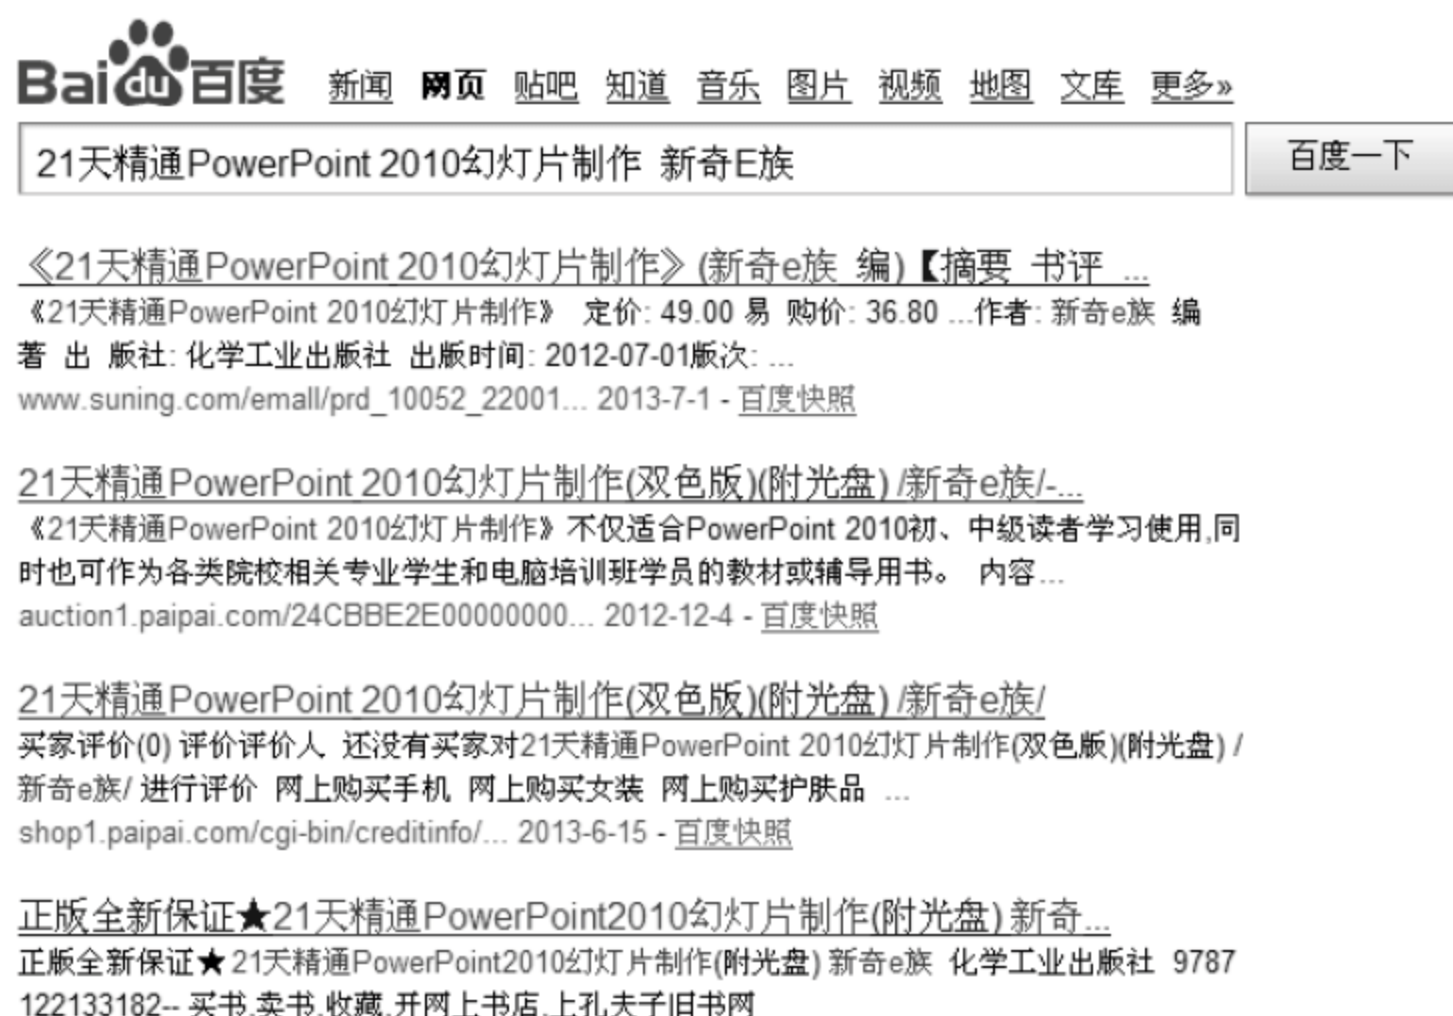 Bai du 百度 新闻 网页 贴吧 知道 音乐 图片 视频 地图 文库 更多»
21天精通PowerPoint 2010幻灯片制作 新奇E族 百度一下
《21天精通PowerPoint 2010幻灯片制作》(新奇e族 编)【摘要 书评 ...
《21天精通PowerPoint 2010幻灯片制作》 定价: 49.00 易 购价: 36.80 ...作者: 新奇e族 编
著 出 版社: 化学工业出版社 出版时间: 2012-07-01版次: ...
www.suning.com/emall/prd_10052_22001... 2013-7-1 - 百度快照
21天精通PowerPoint 2010幻灯片制作(双色版)(附光盘) /新奇e族/-...
《21天精通PowerPoint 2010幻灯片制作》不仅适合PowerPoint 2010初、中级读者学习使用,同
时也可作为各类院校相关专业学生和电脑培训班学员的教材或辅导用书。 内容...
auction1.paipai.com/24CBBE2E00000000... 2012-12-4 - 百度快照
21天精通PowerPoint 2010幻灯片制作(双色版)(附光盘) /新奇e族/
买家评价(0) 评价评价人 还没有买家对21天精通PowerPoint 2010幻灯片制作(双色版)(附光盘) /
新奇e族/ 进行评价 网上购买手机 网上购买女装 网上购买护肤品 ...
shop1.paipai.com/cgi-bin/creditinfo/... 2013-6-15 - 百度快照
正版全新保证★21天精通PowerPoint2010幻灯片制作(附光盘) 新奇...
正版全新保证★21天精通PowerPoint2010幻灯片制作(附光盘) 新奇e族 化学工业出版社 9787
122133182-- 买书,卖书,收藏,开网上书店,上孔夫子旧书网